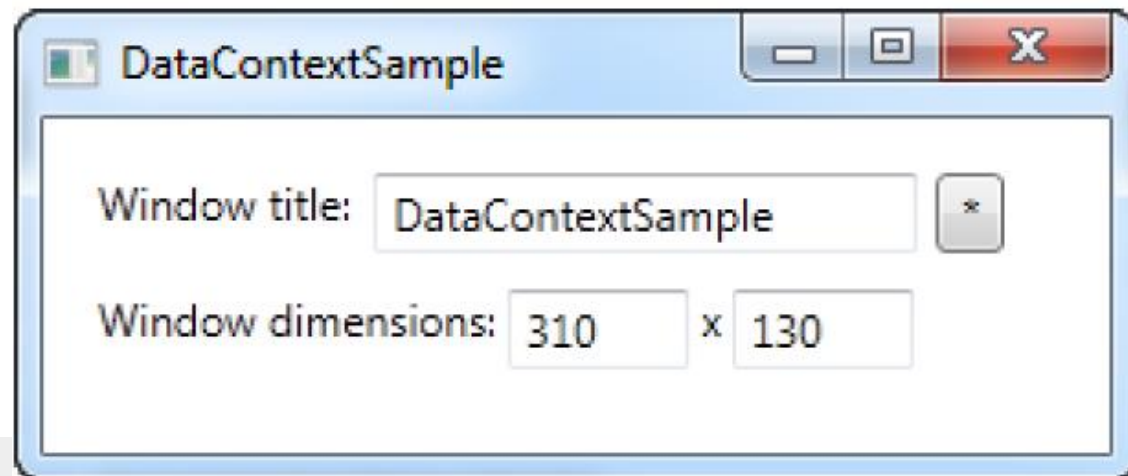 DataContextSample
Window title: DataContextSample *
Window dimensions: 310 x 130